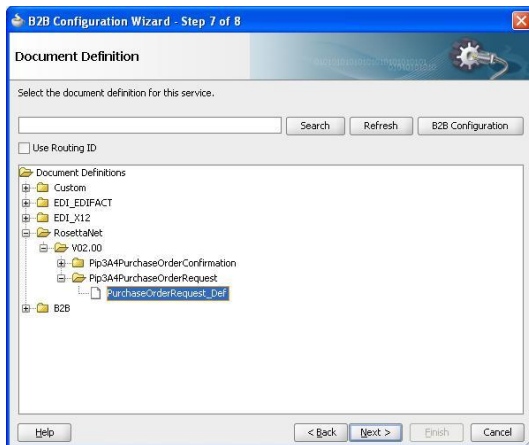 B2B Configuration Wizard - Step 7 of 8
Document Definition
Select the document definition for this service.
Search Refresh B2B Configuration
Use Routing ID
Document Definitions
Custom
EDI_EDIFACT
EDI_X12
RosettaNet
V02.00
Pip3A4PurchaseOrderConfirmation
Pip3A4PurchaseOrderRequest
PurchaseOrderRequest_Def
B2B
Help < Back Next > Finish Cancel